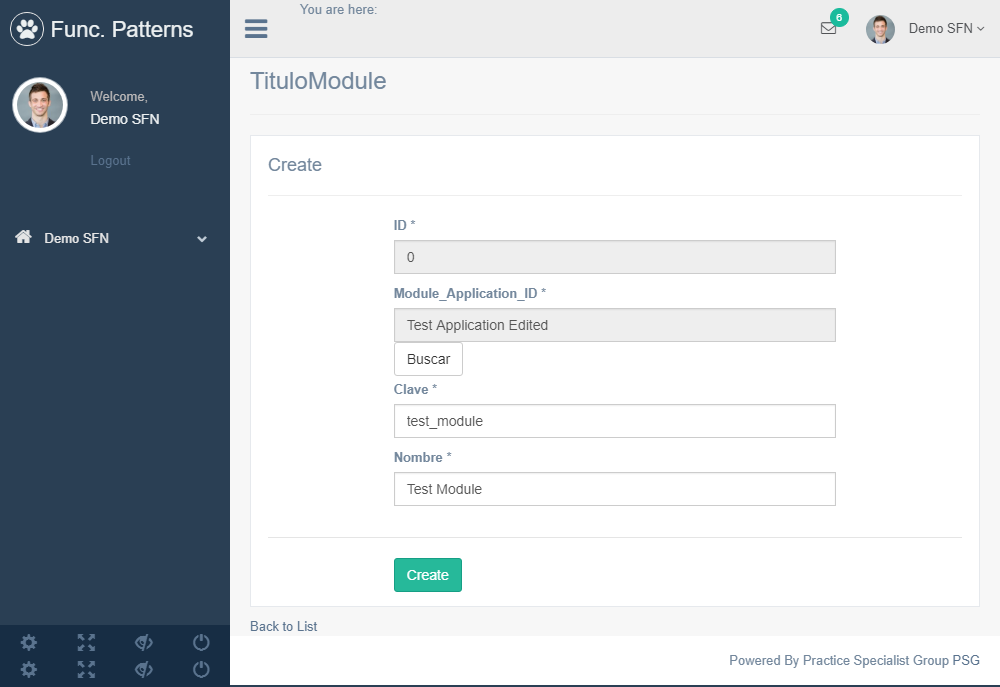 Func. Patterns
Welcome,
Demo SFN
Logout
Demo SFN
You are here:
6
Demo SFN
TituloModule
Create
ID *
0
Module_Application_ID *
Test Application Edited
Buscar
Clave *
test_module
Nombre *
Test Module
Create
Back to List
Powered By Practice Specialist Group PSG